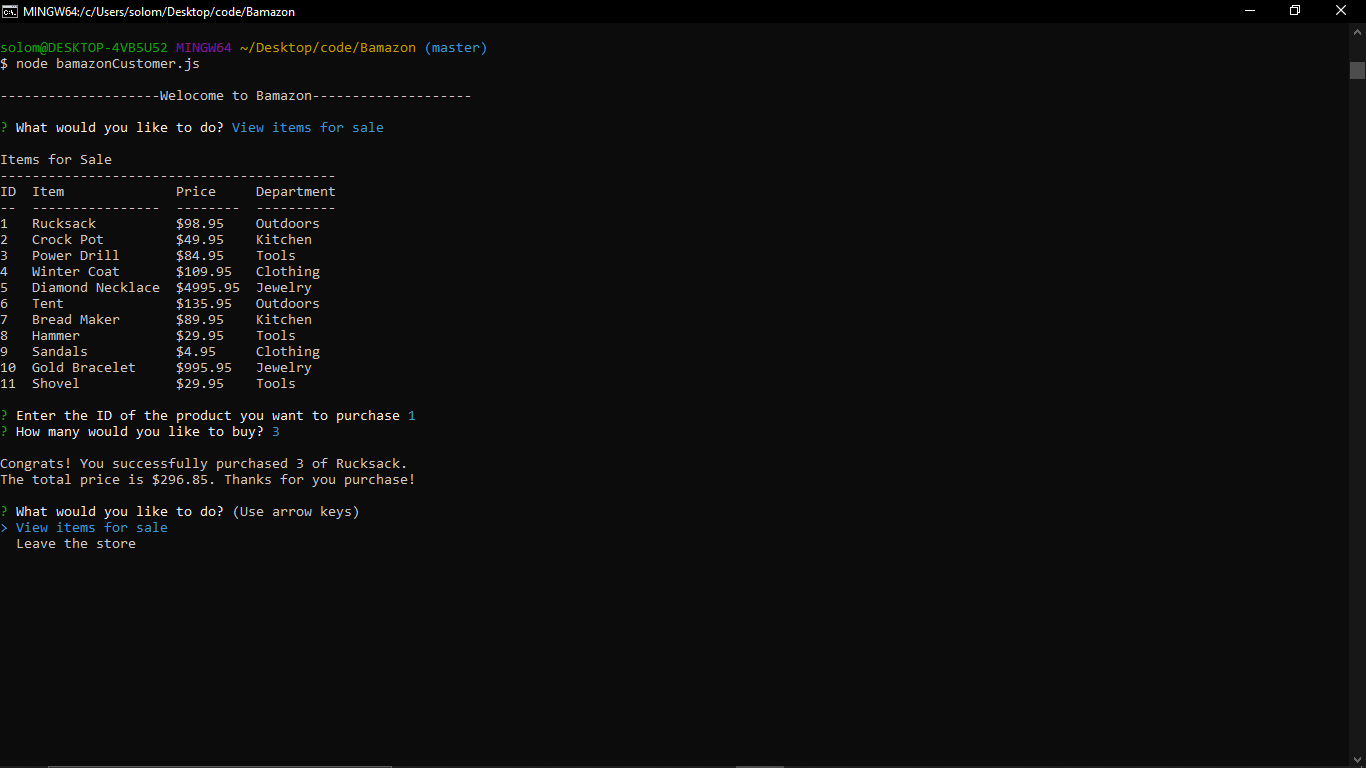 MINGW64:/c/Users/solom/Desktop/code/Bamazon
solom@DESKTOP-4VB5U52 MINGW64 ~/Desktop/code/Bamazon (master)
$ node bamazonCustomer.js
--------------------Welocome to Bamazon--------------------
? What would you like to do? View items for sale
Items for Sale
------------------------------------------
ID  Item              Price     Department
--  ----------------  --------  ----------
1   Rucksack          $98.95    Outdoors
2   Crock Pot         $49.95    Kitchen
3   Power Drill       $84.95    Tools
4   Winter Coat       $109.95   Clothing
5   Diamond Necklace  $4995.95  Jewelry
6   Tent              $135.95   Outdoors
7   Bread Maker       $89.95    Kitchen
8   Hammer            $29.95    Tools
9   Sandals           $4.95     Clothing
10  Gold Bracelet     $995.95   Jewelry
11  Shovel            $29.95    Tools
? Enter the ID of the product you want to purchase 1
? How many would you like to buy? 3
Congrats! You successfully purchased 3 of Rucksack.
The total price is $296.85. Thanks for you purchase!
? What would you like to do? (Use arrow keys)
> View items for sale
  Leave the store